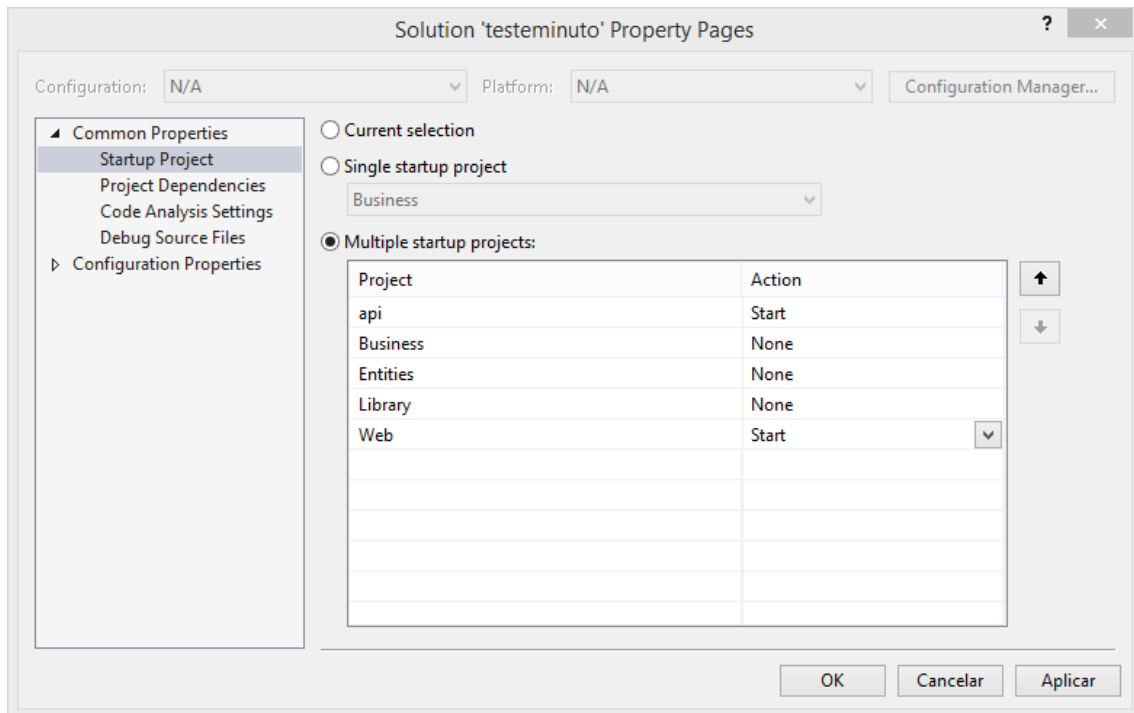 Solution 'testeminuto' Property Pages
?
Configuration: N/A Platform: N/A Configuration Manager...
Common Properties
Startup Project
Project Dependencies
Code Analysis Settings
Debug Source Files
Configuration Properties
Current selection
Single startup project
Business
Multiple startup projects:
Project Action
api Start
Business None
Entities None
Library None
Web Start
OK Cancelar Aplicar